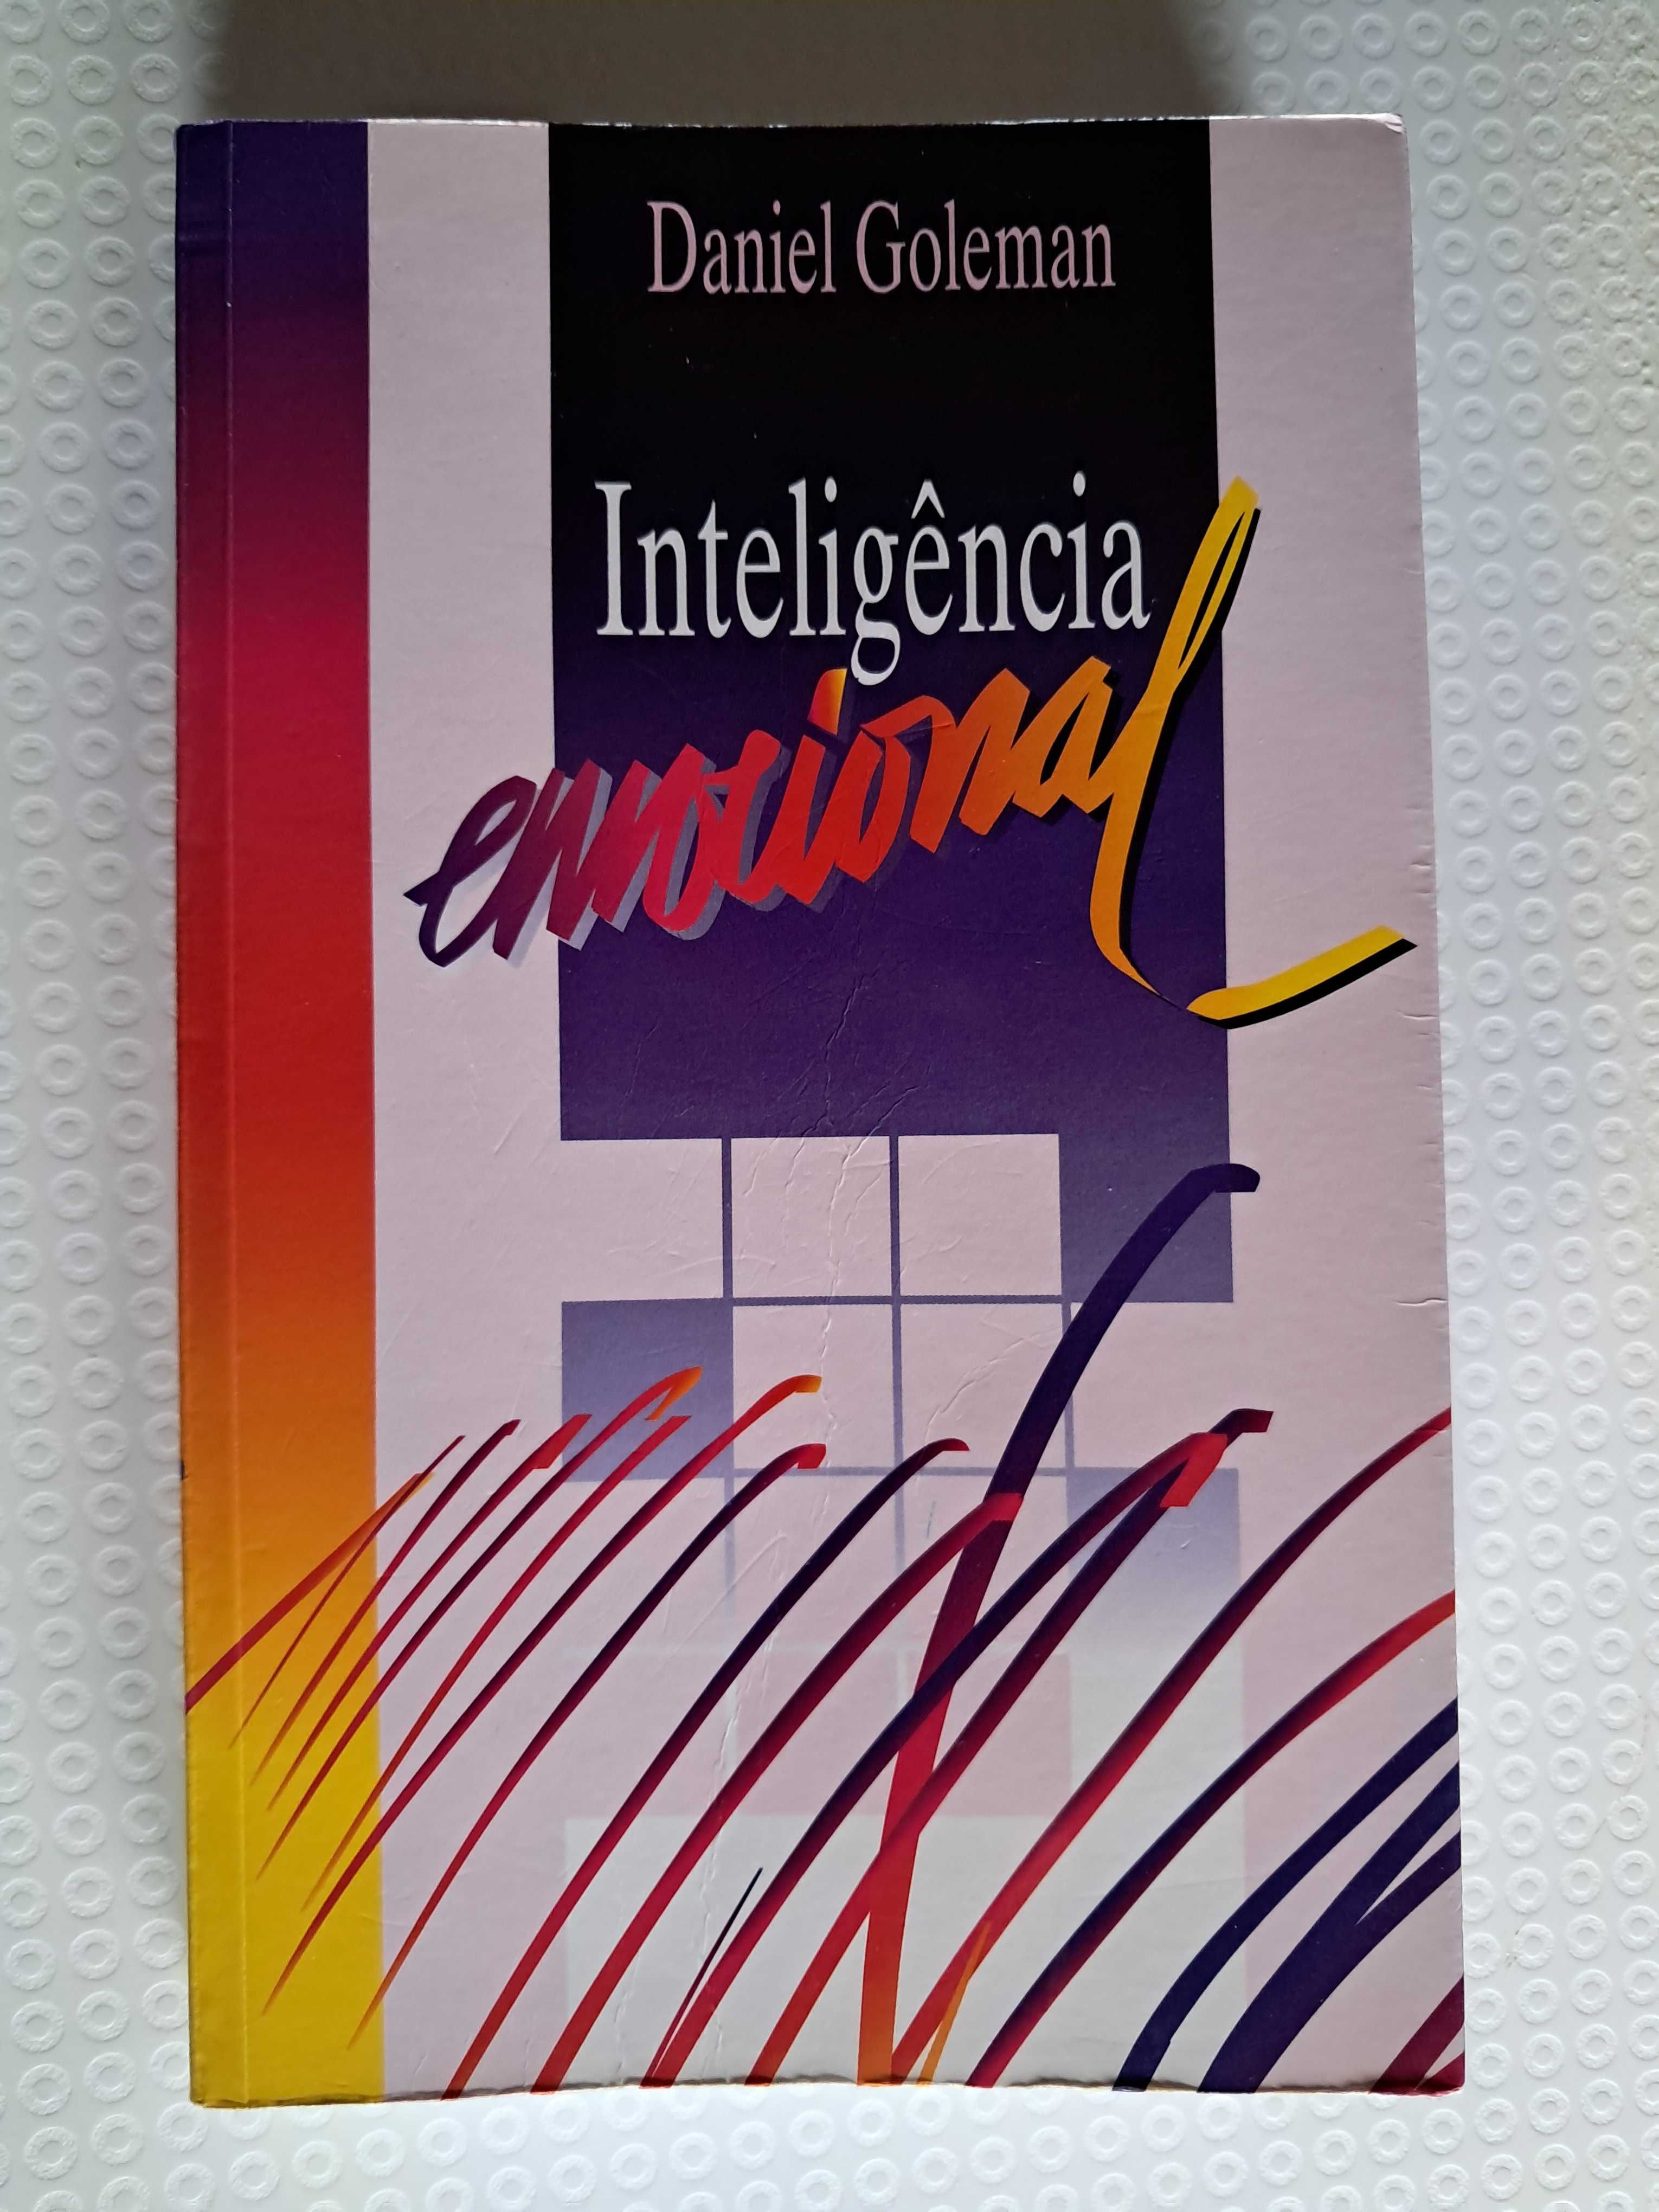 Daniel Goleman
Inteligência
emocional